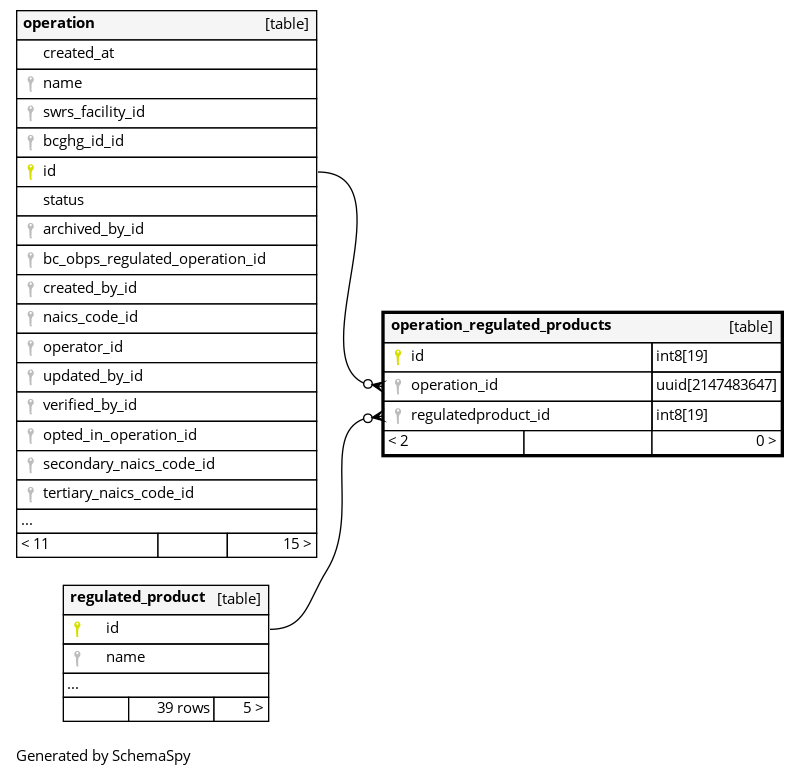 operation [table]
created_at
name
swrs_facility_id
bcghg_id_id
id
status
archived_by_id
bc_obps_regulated_operation_id
created_by_id
naics_code_id
operator_id
updated_by_id
verified_by_id
opted_in_operation_id
secondary_naics_code_id
tertiary_naics_code_id
...
< 11 15 >
operation_regulated_products [table]
id int8[19]
operation_id uuid[2147483647]
regulatedproduct_id int8[19]
< 2 0 >
regulated_product [table]
id
name
...
39 rows 5 >
Generated by SchemaSpy